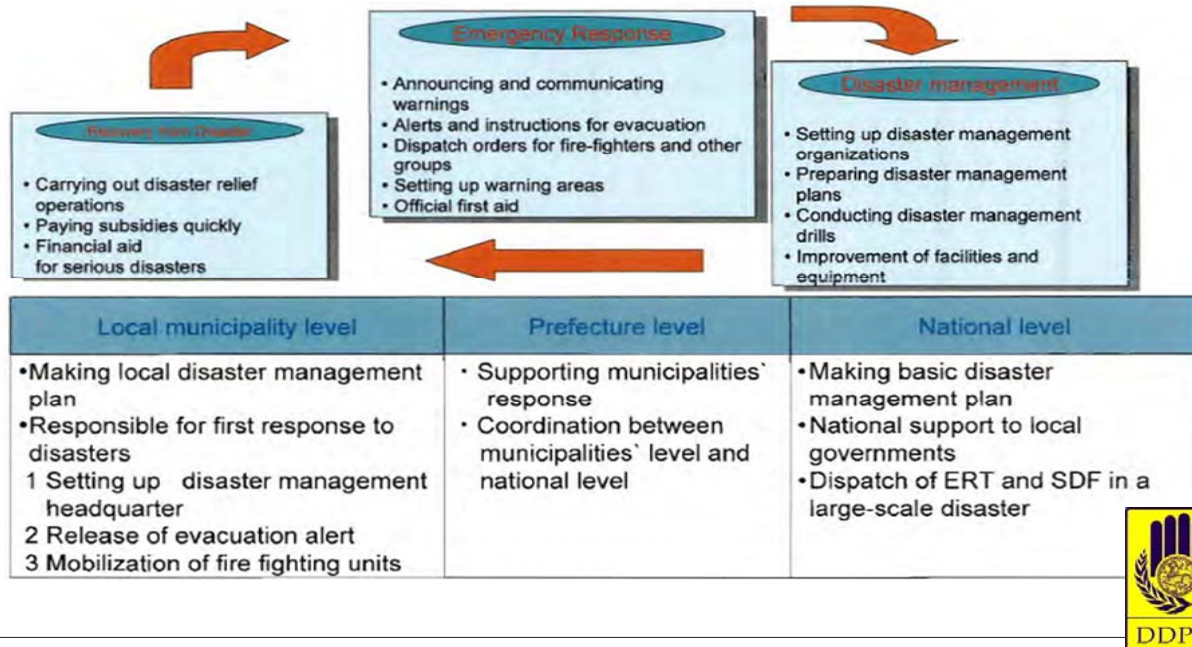 Emergency Response
• Announcing and communicating
warnings
• Alerts and instructions for evacuation
• Dispatch orders for fire-fighters and other
groups
• Setting up warning areas
• Official first aid
Disaster management
• Setting up disaster management
organizations
• Preparing disaster management
plans
• Conducting disaster management
drills
• Improvement of facilities and
equipment
Recovery from Disaster
• Carrying out disaster relief
operations
• Paying subsidies quickly
• Financial aid
for serious disasters
Local municipality level
•Making local disaster management
plan
•Responsible for first response to
disasters
1 Setting up disaster management
headquarter
2 Release of evacuation alert
3 Mobilization of fire fighting units
Prefecture level
· Supporting municipalities`
response
· Coordination between
municipalities` level and
national level
National level
•Making basic disaster
management plan
•National support to local
governments
•Dispatch of ERT and SDF in a
large-scale disaster
DDP